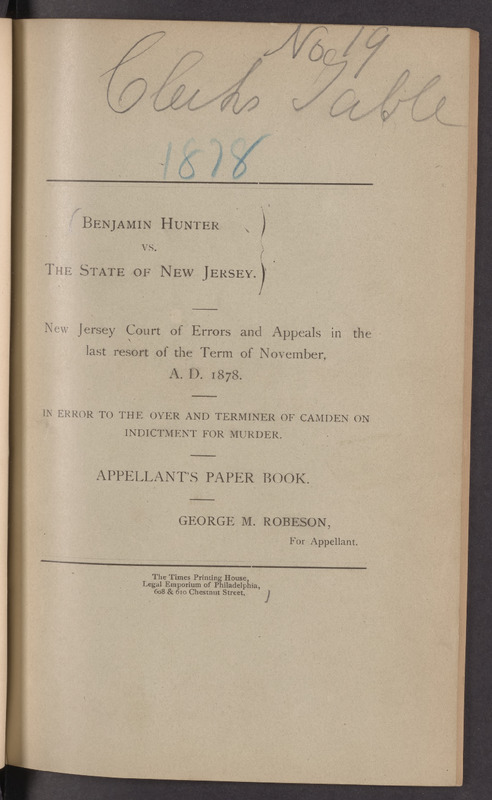 No. 19
Clerks Table
1878
BENJAMIN HUNTER
VS.
THE STATE OF NEW JERSEY.
New Jersey Court of Errors and Appeals in the
last resort of the Term of November,
A. D. 1878.
IN ERROR TO THE OYER AND TERMINER OF CAMDEN ON
INDICTMENT FOR MURDER.
APPELLANT'S PAPER BOOK.
GEORGE M. ROBESON,
For Appellant.
The Times Printing House,
Legal Emporium of Philadelphia,
608 & 610 Chestnut Street.